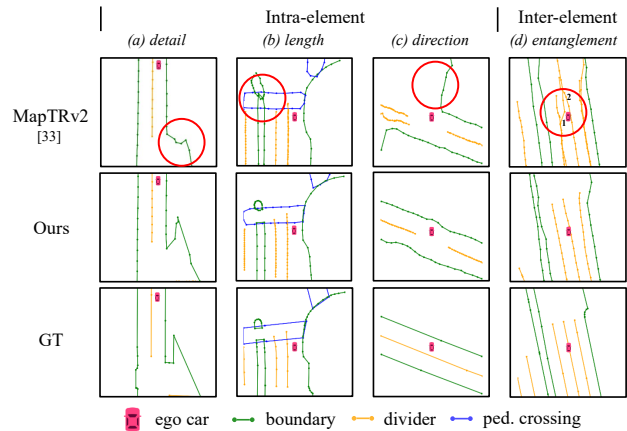 Intra-element Inter-element
(a) detail (b) length (c) direction (d) entanglement
MapTRv2
[33]
2
1
Ours
GT
ego car boundary divider ped. crossing